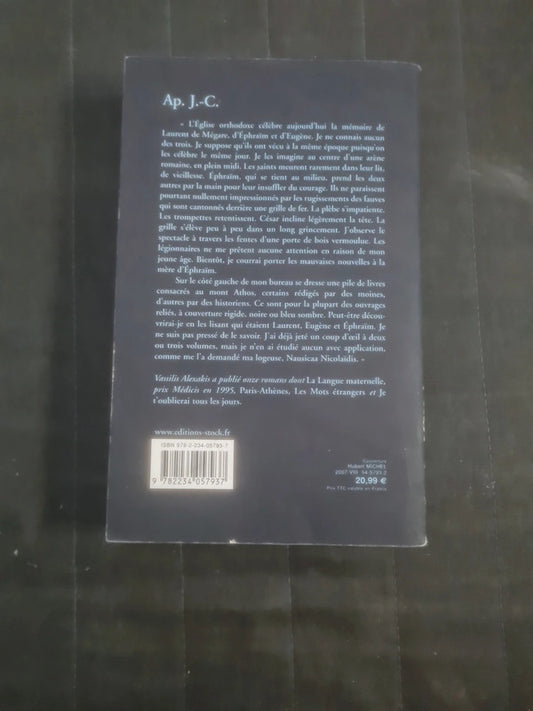 Ap. J.-C.
« L'Église orthodoxe célèbre aujourd'hui la mémoire de
Laurent de Mégare, d'Éphraïm et d'Eugène. Je ne connais aucun
des trois. Je suppose qu'ils ont vécu à la même époque puisqu'on
les célèbre le même jour. Je les imagine au centre d'une arène
romaine, en plein midi. Les saints meurent rarement dans leur lit,
de vieillesse. Éphraïm, qui se tient au milieu, prend les deux
autres par la main pour leur insuffler du courage. Ils ne paraissent
pourtant nullement impressionnés par les rugissements des fauves
qui sont cantonnés derrière une grille de fer. La plèbe s'impatiente.
Les trompettes retentissent. César incline légèrement la tête. La
grille s'élève peu à peu dans un long grincement. J'observe le
spectacle à travers les fentes d'une porte de bois vermoulue. Les
légionnaires ne me prêtent aucune attention en raison de mon
jeune âge. Bientôt, je courrai porter les mauvaises nouvelles à la
mère d'Éphraïm.
Sur le côté gauche de mon bureau se dresse une pile de livres
consacrés au mont Athos, certains rédigés par des moines,
d'autres par des historiens. Ce sont pour la plupart des ouvrages
reliés, à couverture rigide, noire ou bleu sombre. Peut-être décou-
vrirai-je en les lisant qui étaient Laurent, Eugène et Éphraïm. Je
ne suis pas pressé de le savoir. J'ai déjà jeté un coup d'œil à deux
ou trois volumes, mais je n'en ai étudié aucun avec application,
comme me l'a demandé ma logeuse, Nausicaa Nicolaïdis. »
Vassilis Alexakis a publié onze romans dont La Langue maternelle,
prix Médicis en 1995, Paris-Athènes, Les Mots étrangers et Je
t'oublierai tous les jours.
www.editions-stock.fr
ISBN 978-2-234-05793-7
9 782234 057937
Couverture
Hubert MICHEL
2007-VIII 54-5793-2
20,99 €
Prix TTC valable en France